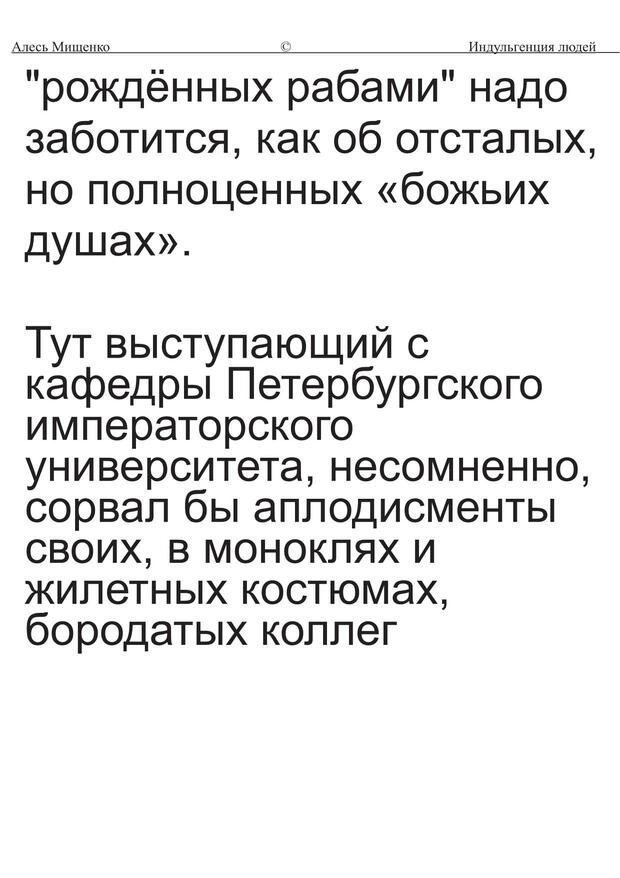 Алесь Мищенко © Индульгенция людей
"рождённых рабами" надо
заботится, как об отсталых,
но полноценных «божьих
душах».
Тут выступающий с
кафедры Петербургского
императорского
университета, несомненно,
сорвал бы аплодисменты
своих, в моноклях и
жилетных костюмах,
бородатых коллег